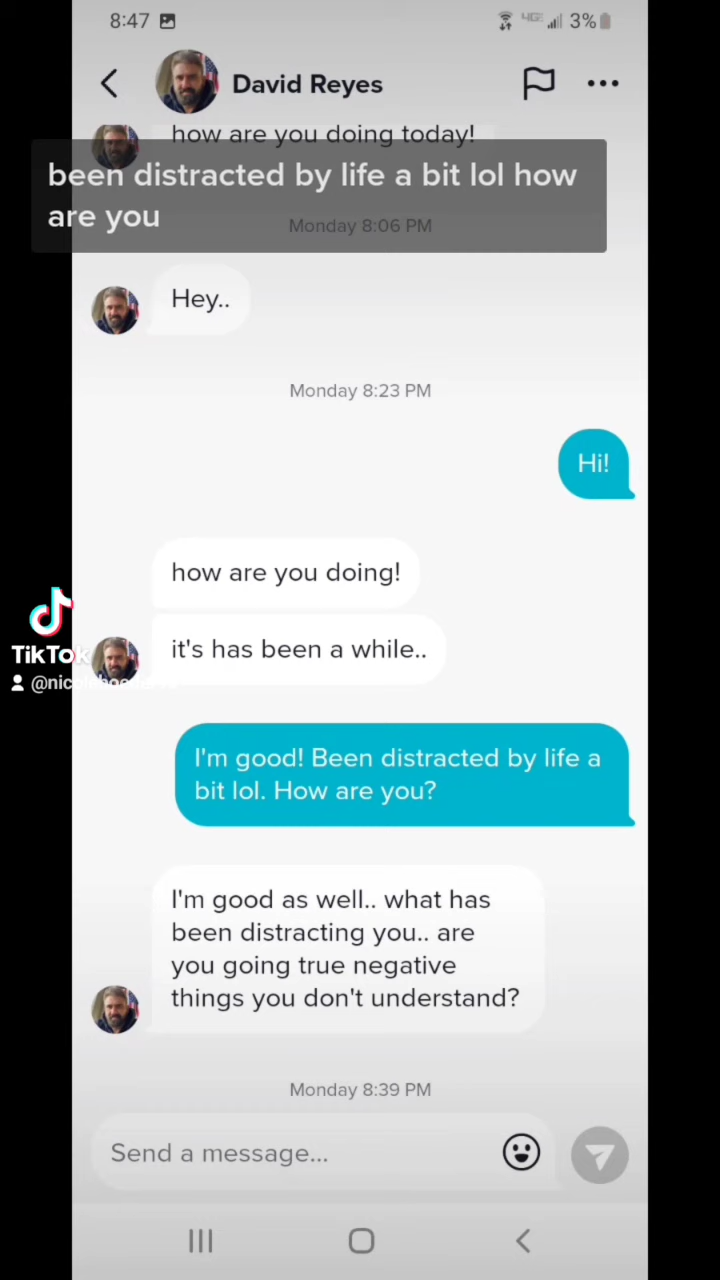 8:47
4GE 3%
David Reyes
how are you doing today!
been distracted by life a bit lol how
are you
Monday 8:06 PM
Hey..
Monday 8:23 PM
Hi!
how are you doing!
it's has been a while..
TikTok
I'm good! Been distracted by life a
bit lol. How are you?
I'm good as well.. what has
been distracting you.. are
you going true negative
things you don't understand?
Monday 8:39 PM
Send a message...